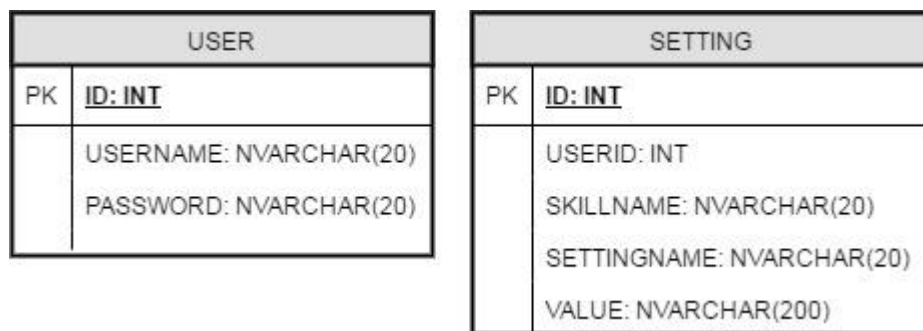 USER
PK ID: INT
USERNAME: NVARCHAR(20)
PASSWORD: NVARCHAR(20)
SETTING
PK ID: INT
USERID: INT
SKILLNAME: NVARCHAR(20)
SETTINGNAME: NVARCHAR(20)
VALUE: NVARCHAR(200)